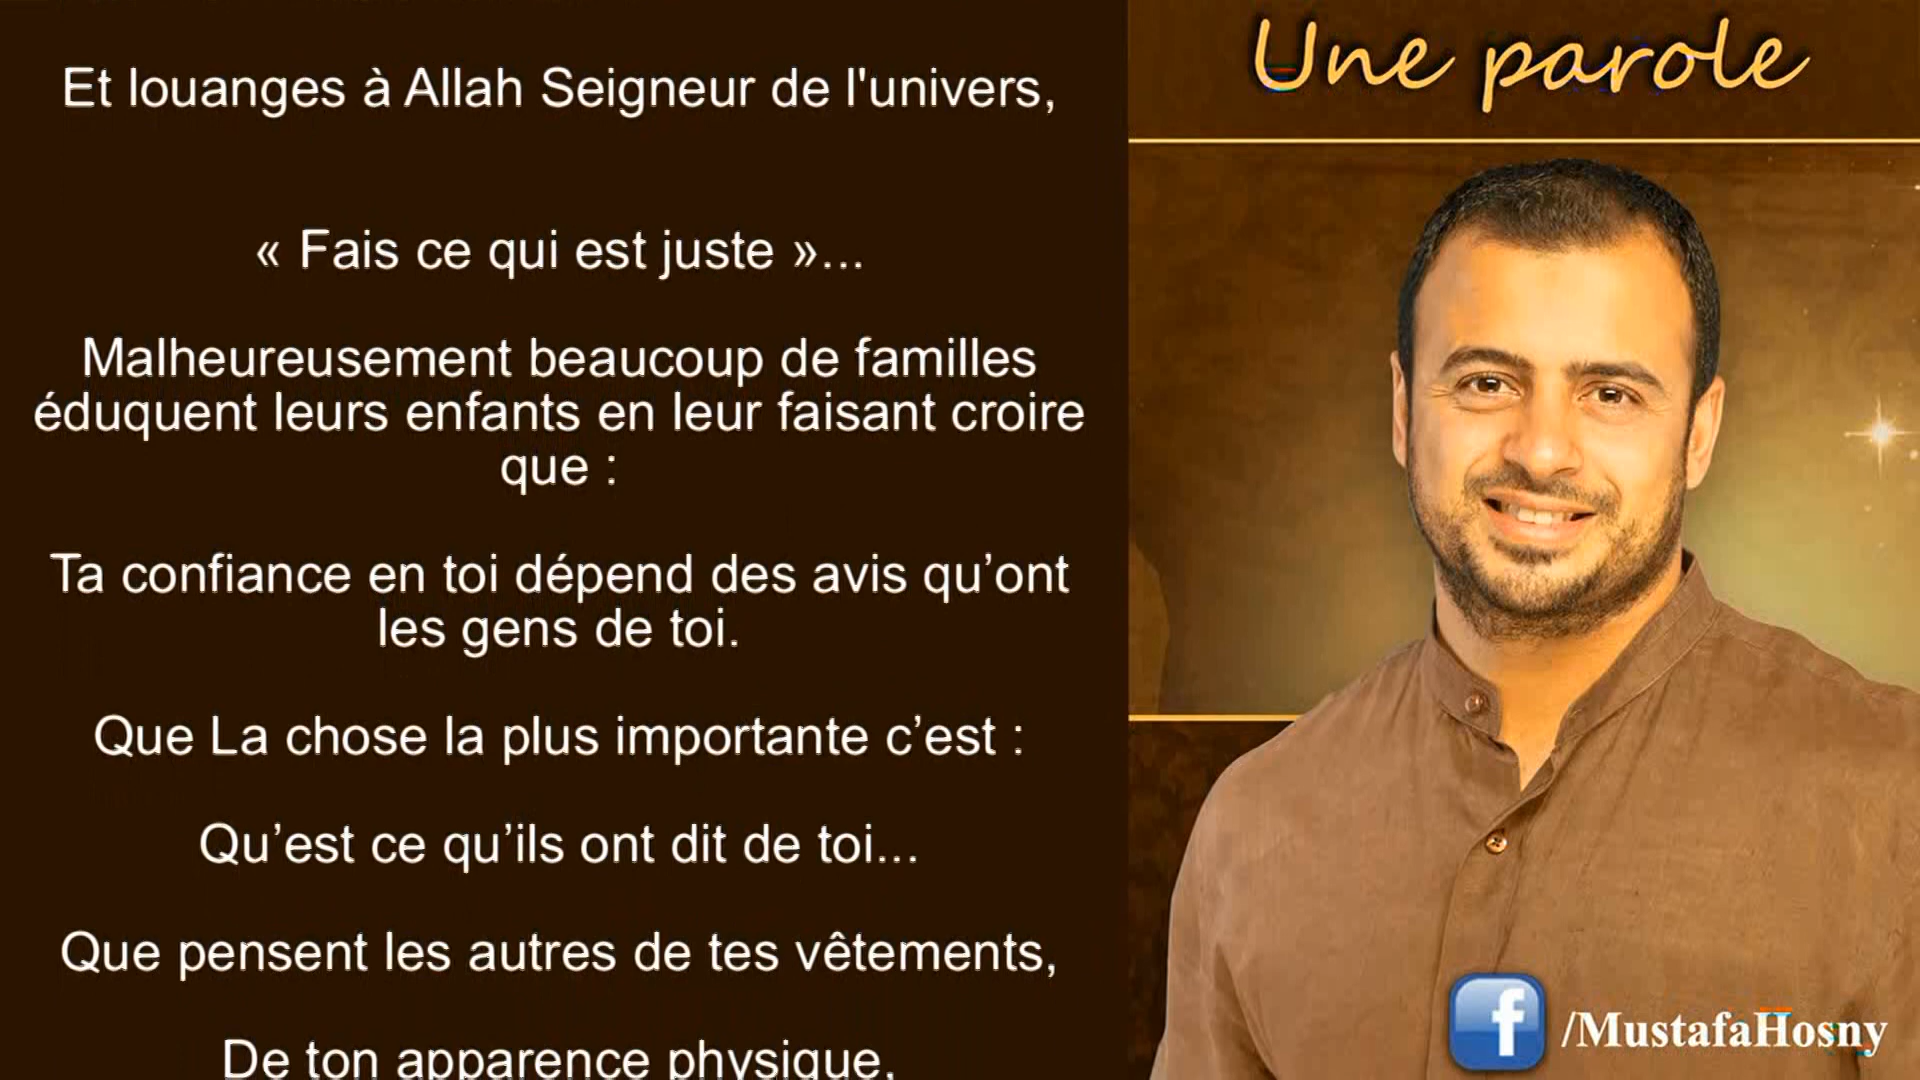 Et louanges à Allah Seigneur de l'univers,
« Fais ce qui est juste »...
Malheureusement beaucoup de familles
éduquent leurs enfants en leur faisant croire
que :
Ta confiance en toi dépend des avis qu’ont
les gens de toi.
Que La chose la plus importante c’est :
Qu’est ce qu’ils ont dit de toi...
Que pensent les autres de tes vêtements,
De ton apparence physique,
Une parole
f /MustafaHosny